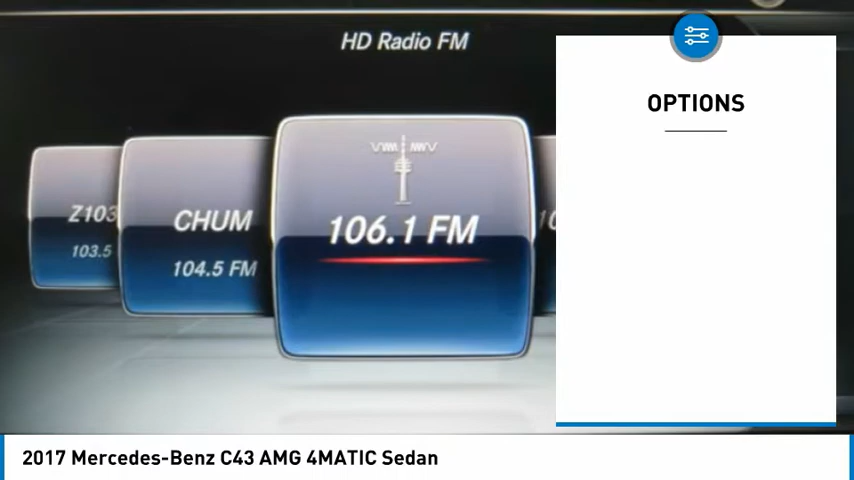 HD Radio FM
OPTIONS
Z103
103.5
CHUM
104.5 FM
106.1 FM
10
2017 Mercedes-Benz C43 AMG 4MATIC Sedan